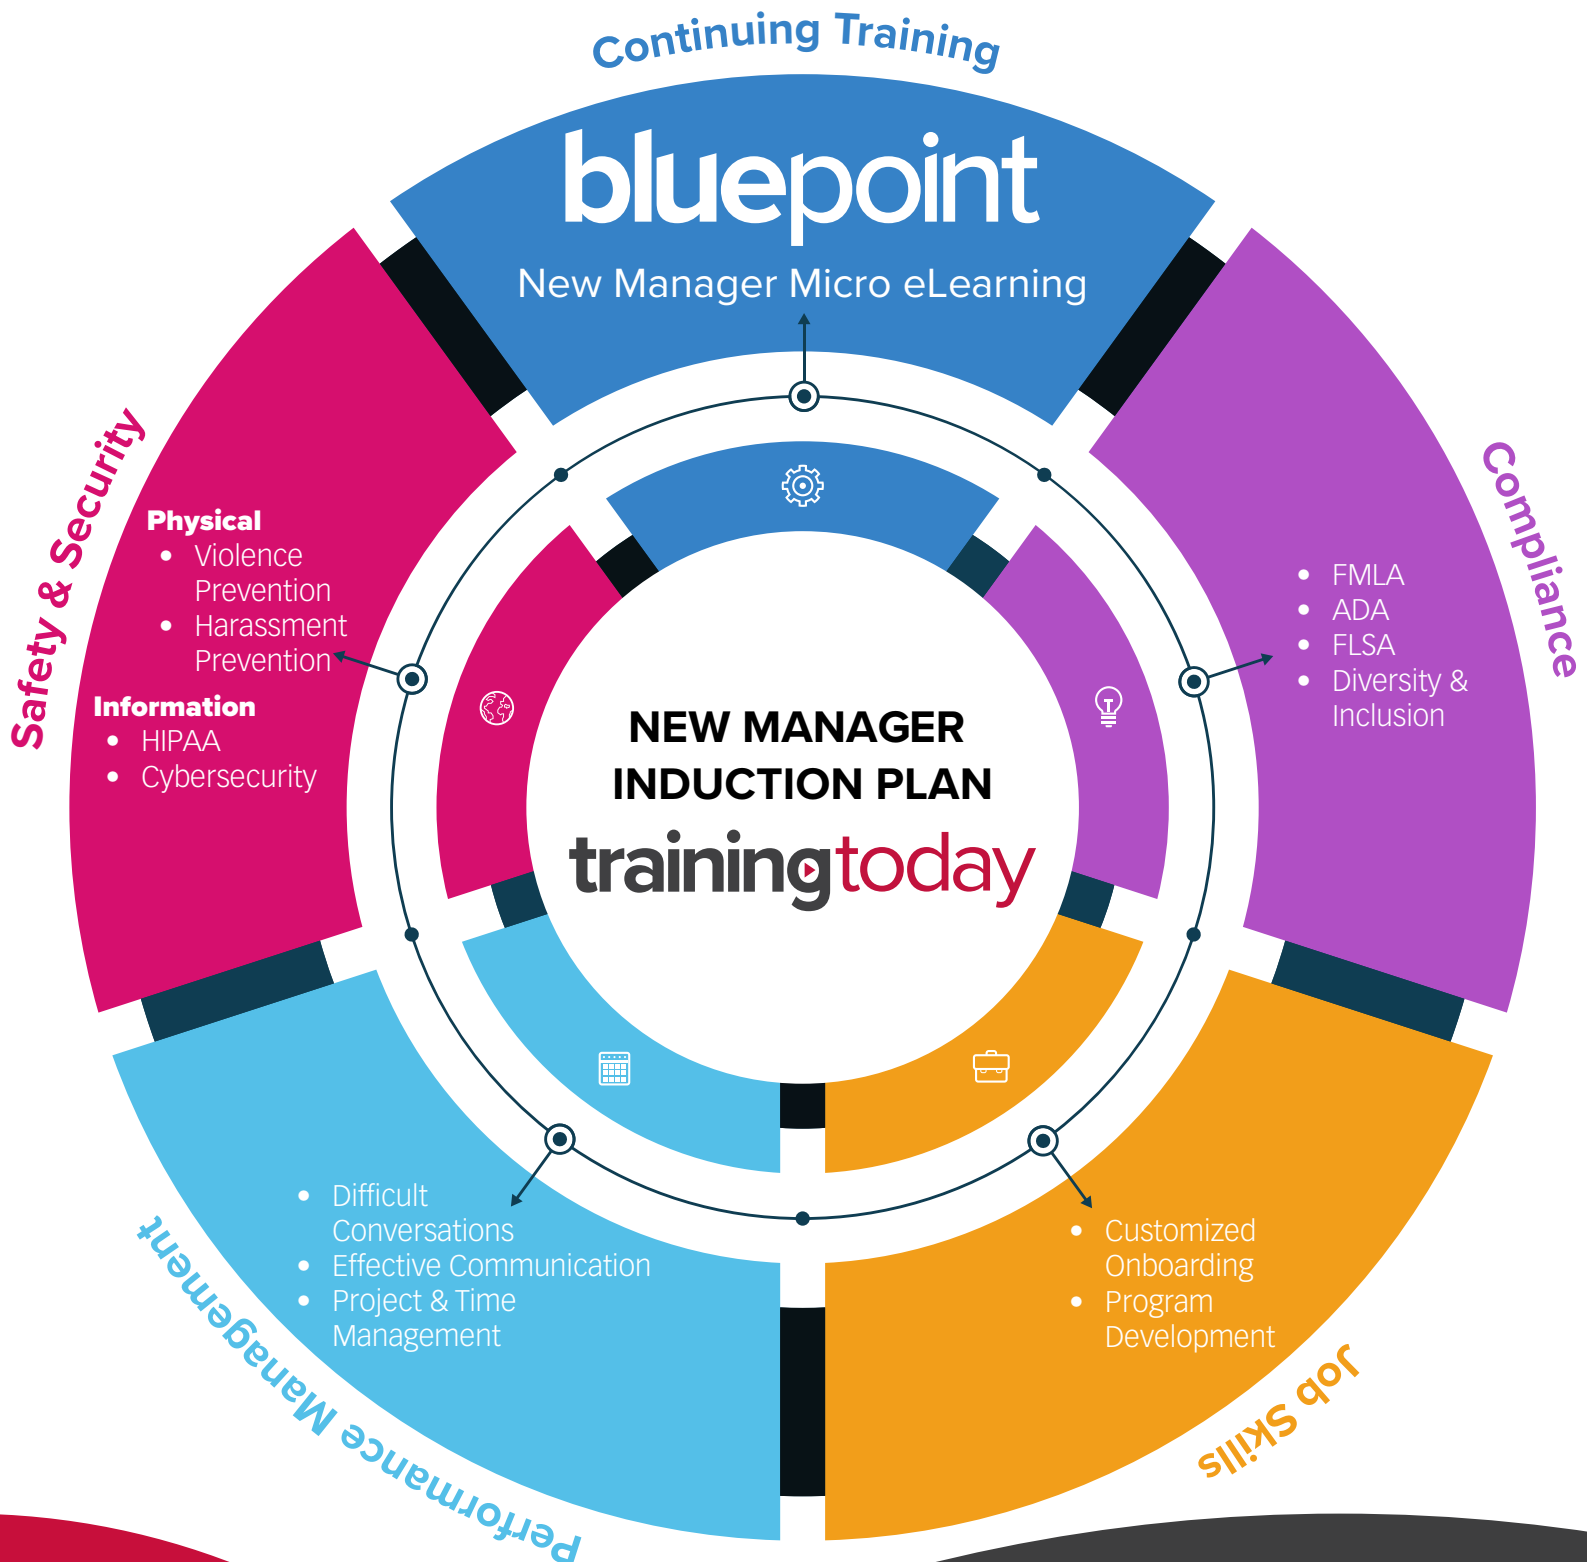 Continuing Training
bluepoint
New Manager Micro eLearning
Compliance
• FMLA
• ADA
• FLSA
• Diversity &
Inclusion
Job Skills
• Customized
Onboarding
• Program
Development
Performance Management
• Difficult
Conversations
• Effective Communication
• Project & Time
Management
Safety & Security
Physical
• Violence
Prevention
• Harassment
Prevention
Information
• HIPAA
• Cybersecurity
NEW MANAGER
INDUCTION PLAN
trainingtoday